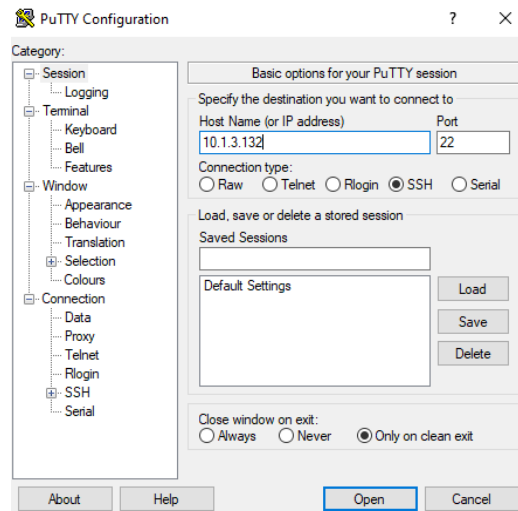 PuTTY Configuration ? ✕
Category:
Session
Logging
Terminal
Keyboard
Bell
Features
Window
Appearance
Behaviour
Translation
Selection
Colours
Connection
Data
Proxy
Telnet
Rlogin
SSH
Serial
Basic options for your PuTTY session
Specify the destination you want to connect to
Host Name (or IP address) Port
10.1.3.132 22
Connection type:
Raw Telnet Rlogin SSH Serial
Load, save or delete a stored session
Saved Sessions
Default Settings
Load
Save
Delete
Close window on exit:
Always Never Only on clean exit
About Help Open Cancel